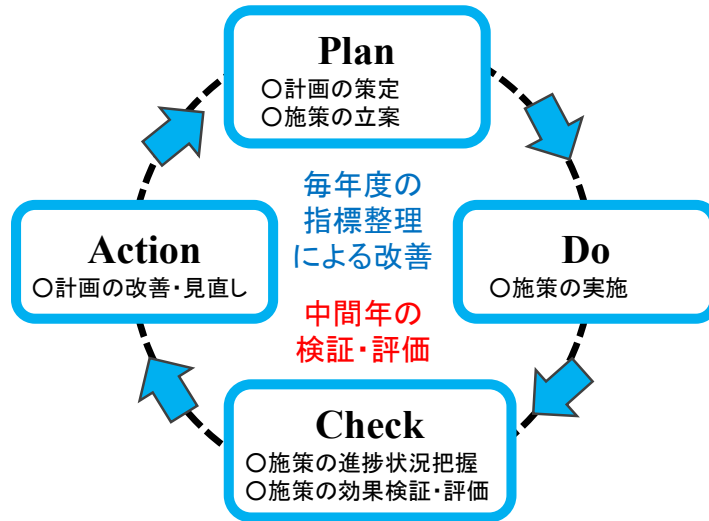 Plan
○計画の策定
○施策の立案
毎年度の
指標整理
による改善
Action
○計画の改善・見直し
Do
○施策の実施
中間年の
検証・評価
Check
○施策の進捗状況把握
○施策の効果検証・評価